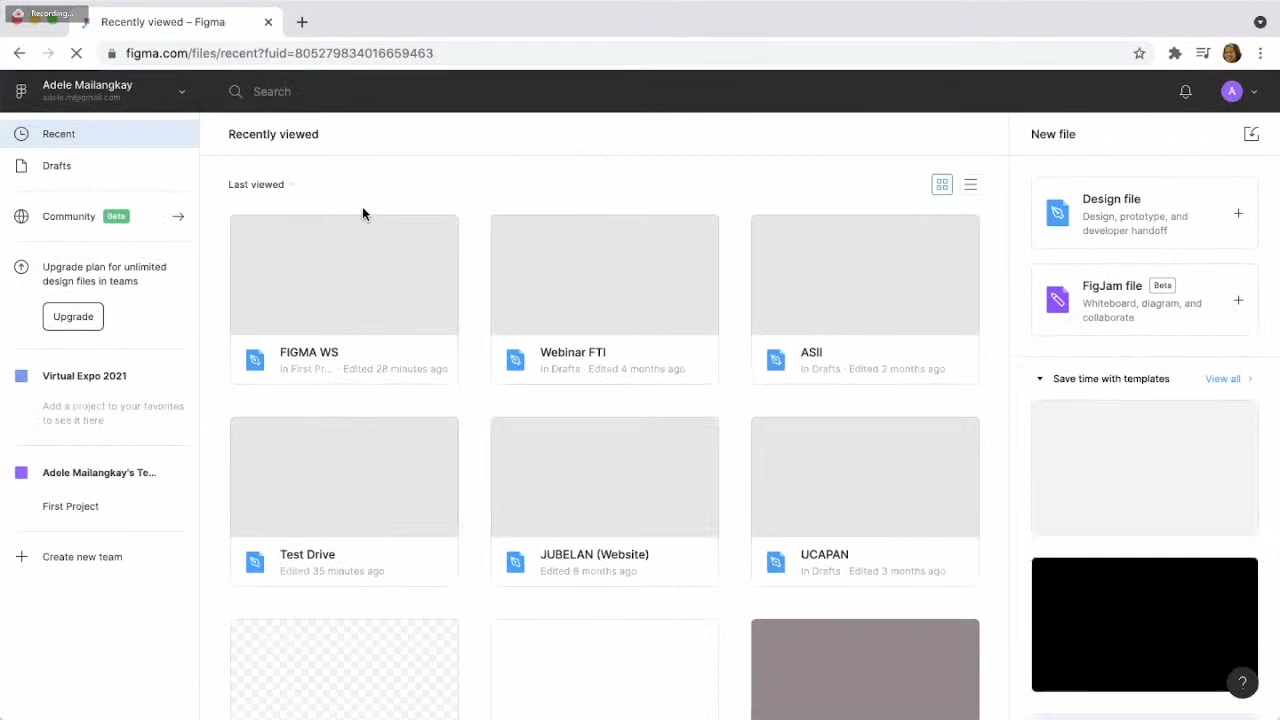 Recording...
Recently viewed – Figma
figma.com/files/recent?fuid=805279834016659463
Adele Mailangkay
adele.m@gmail.com
Search
A
Recent
Drafts
Community Beta
Upgrade plan for unlimited
design files in teams
Upgrade
Virtual Expo 2021
Add a project to your favorites
to see it here
Adele Mailangkay's Te...
First Project
Create new team
Recently viewed
Last viewed
FIGMA WS
In First Pr... · Edited 28 minutes ago
Webinar FTI
In Drafts · Edited 4 months ago
ASII
In Drafts · Edited 2 months ago
Test Drive
Edited 35 minutes ago
JUBELAN (Website)
Edited 8 months ago
UCAPAN
In Drafts · Edited 3 months ago
New file
Design file
Design, prototype, and
developer handoff
FigJam file Beta
Whiteboard, diagram, and
collaborate
Save time with templates
View all
?